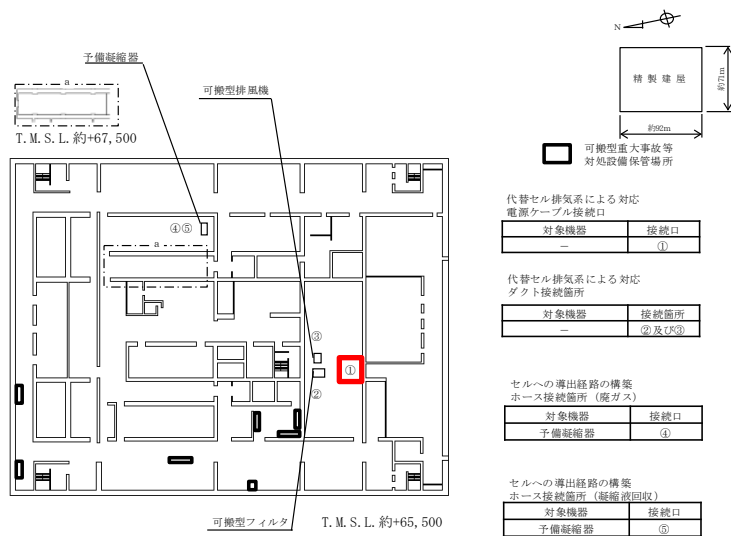 予備凝縮器
可搬型排風機
a
T.M.S.L.約+67,500
④⑤
a
③
①
②
可搬型フィルタ
T.M.S.L.約+65,500
N
精製建屋
約71m
約92m
可搬型重大事故等
対処設備保管場所
代替セル排気系による対応
電源ケーブル接続口
対象機器 接続口
－ ①
代替セル排気系による対応
ダクト接続箇所
対象機器 接続箇所
－ ②及び③
セルへの導出経路の構築
ホース接続箇所（廃ガス）
対象機器 接続口
予備凝縮器 ④
セルへの導出経路の構築
ホース接続箇所（凝縮液回収）
対象機器 接続口
予備凝縮器 ⑤